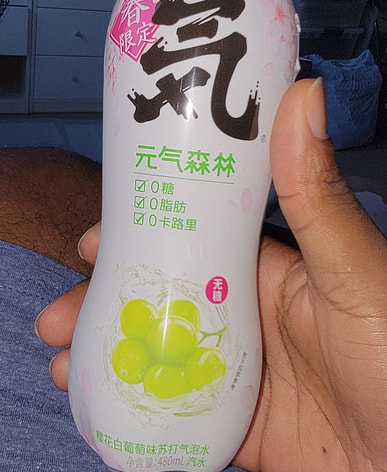 春
限定
気
®
元气森林
0糖
0脂肪
0卡路里
无糖
樱花白葡萄味苏打气泡水
净含量:480mL 汽水